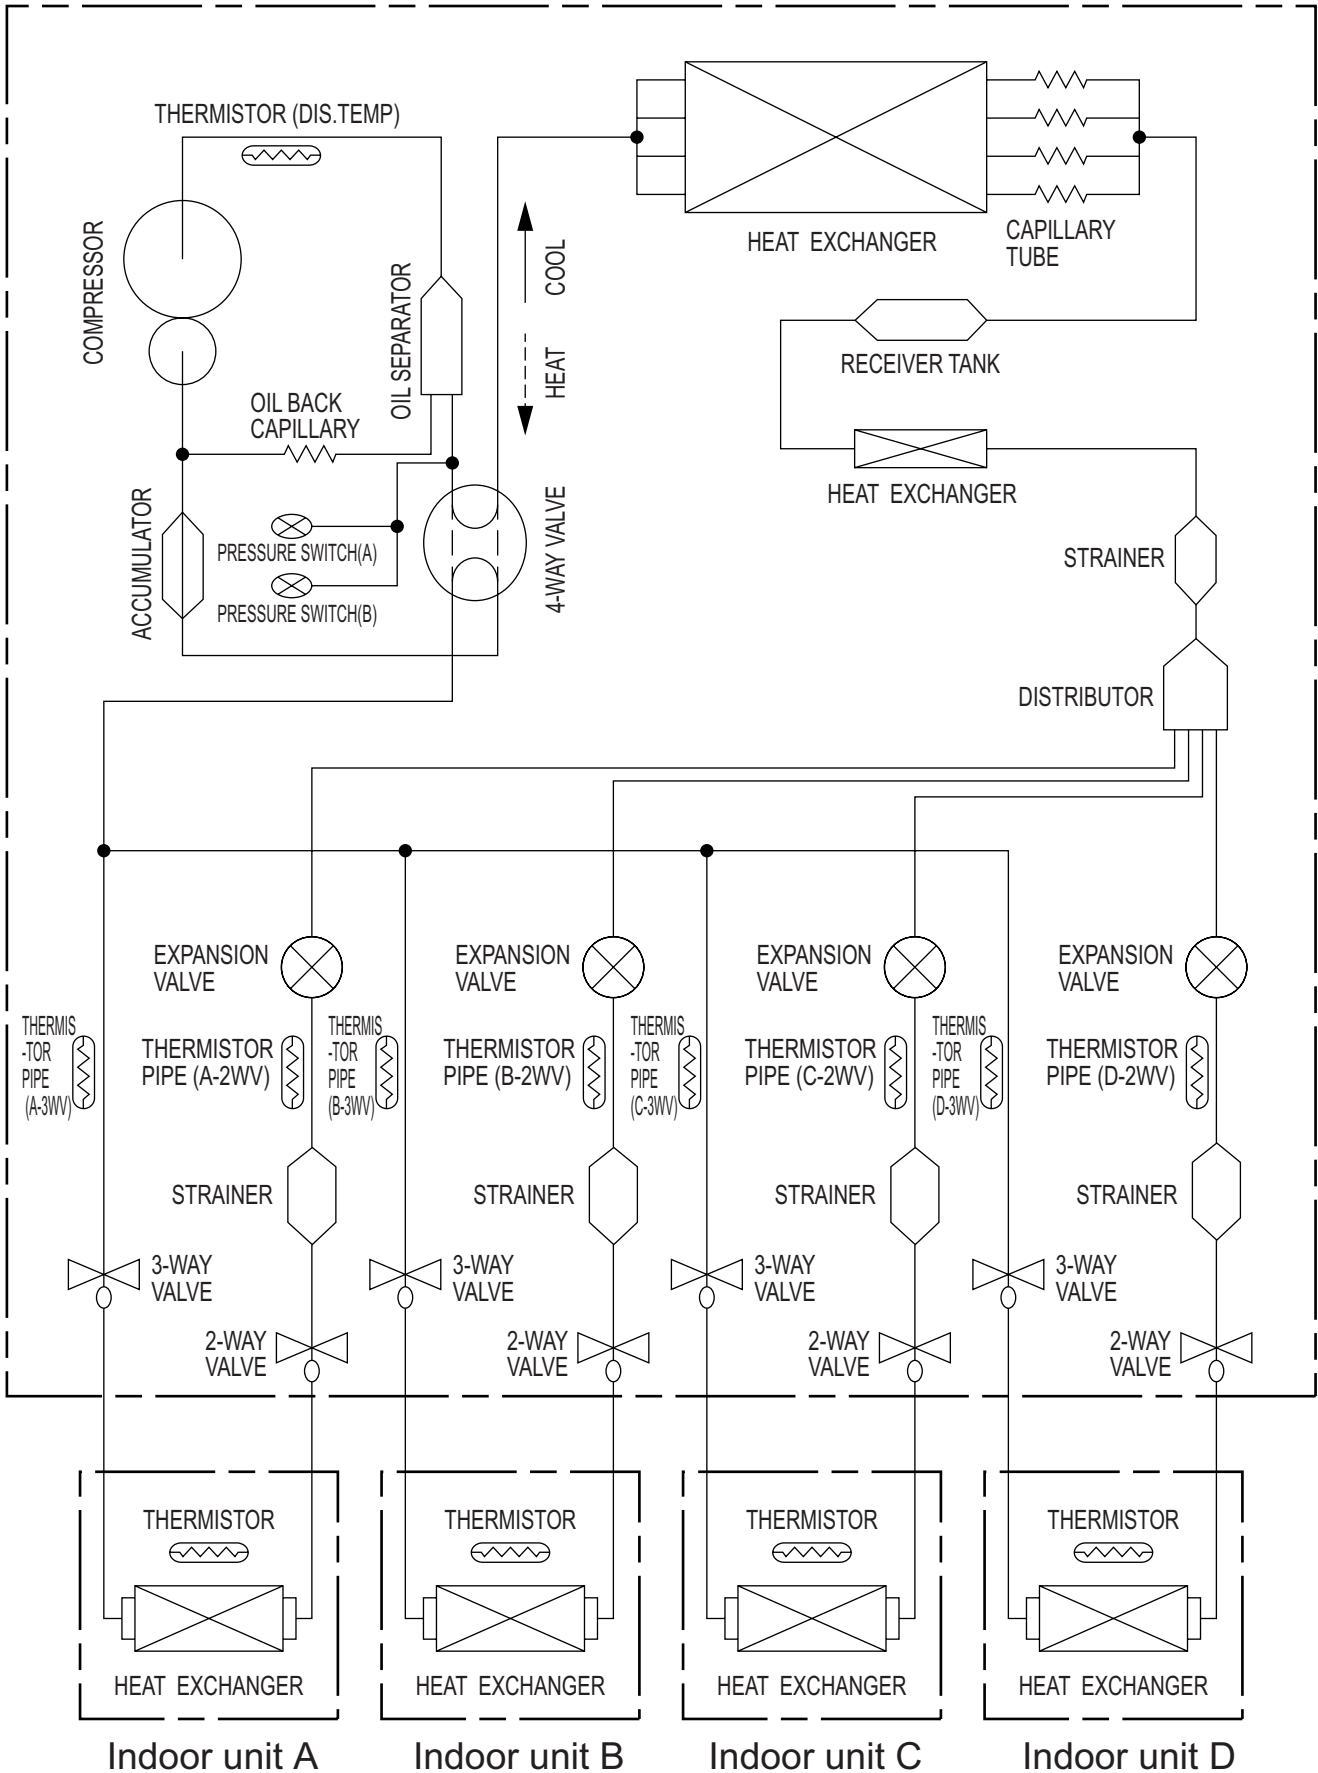 THERMISTOR (DIS.TEMP)
COMPRESSOR
OIL SEPARATOR
COOL
HEAT
HEAT EXCHANGER
CAPILLARY
TUBE
RECEIVER TANK
HEAT EXCHANGER
OIL BACK
CAPILLARY
ACCUMULATOR
PRESSURE SWITCH(A)
PRESSURE SWITCH(B)
4-WAY VALVE
STRAINER
DISTRIBUTOR
EXPANSION
VALVE
EXPANSION
VALVE
EXPANSION
VALVE
EXPANSION
VALVE
THERMIS
-TOR
PIPE
(A-3WV)
THERMISTOR
PIPE (A-2WV)
THERMIS
-TOR
PIPE
(B-3WV)
THERMISTOR
PIPE (B-2WV)
THERMIS
-TOR
PIPE
(C-3WV)
THERMISTOR
PIPE (C-2WV)
THERMIS
-TOR
PIPE
(D-3WV)
THERMISTOR
PIPE (D-2WV)
STRAINER
STRAINER
STRAINER
STRAINER
3-WAY
VALVE
3-WAY
VALVE
3-WAY
VALVE
3-WAY
VALVE
2-WAY
VALVE
2-WAY
VALVE
2-WAY
VALVE
2-WAY
VALVE
THERMISTOR
THERMISTOR
THERMISTOR
THERMISTOR
HEAT EXCHANGER
HEAT EXCHANGER
HEAT EXCHANGER
HEAT EXCHANGER
Indoor unit A
Indoor unit B
Indoor unit C
Indoor unit D